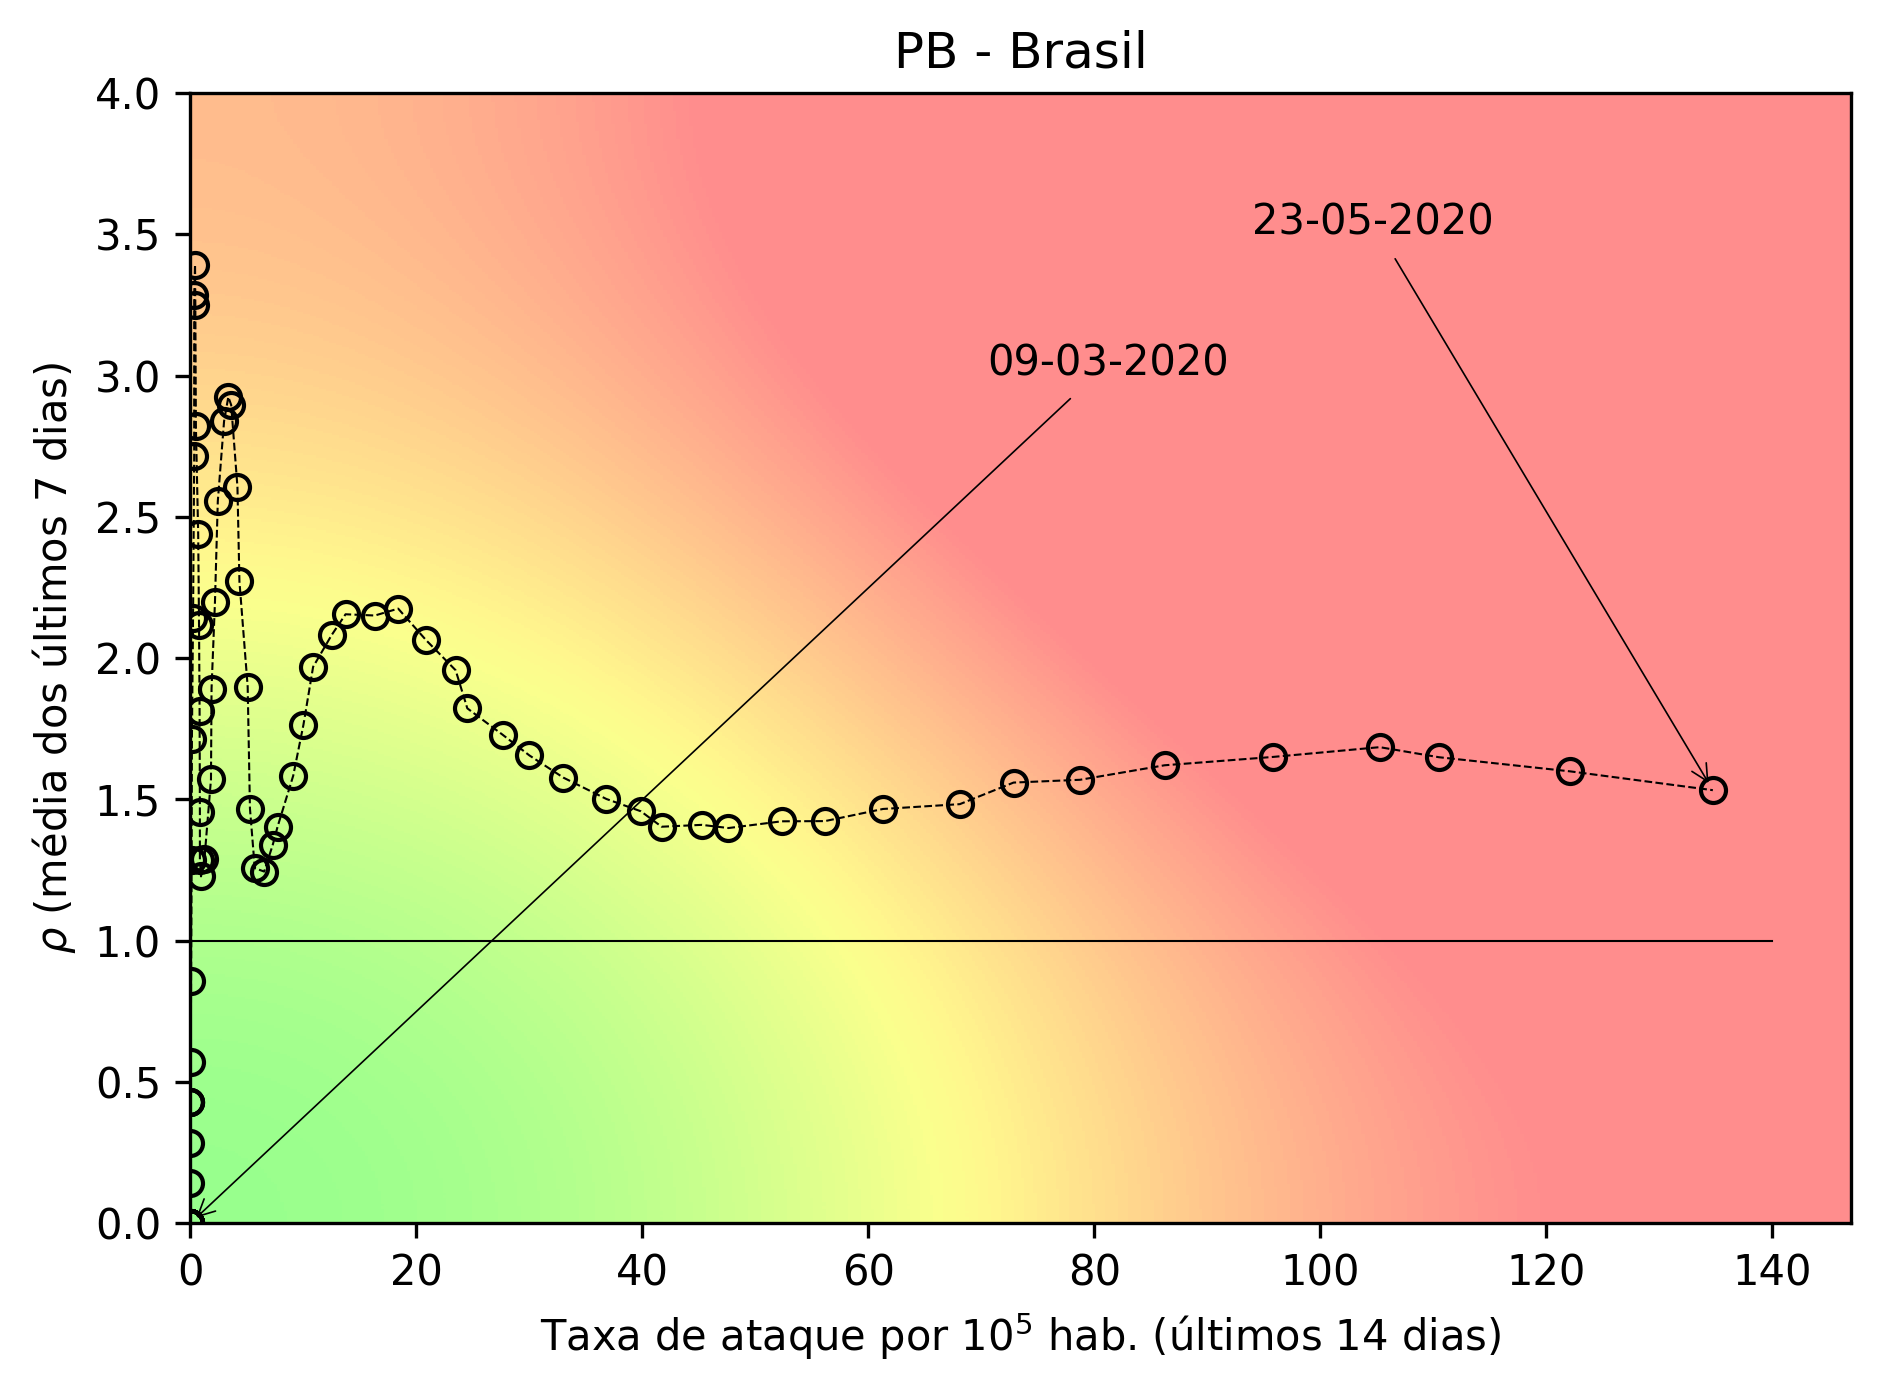 PB - Brasil
4.0
3.5
3.0
2.5
2.0
1.5
1.0
0.5
0.0
ρ (média dos últimos 7 dias)
23-05-2020
09-03-2020
0 20 40 60 80 100 120 140
Taxa de ataque por 10⁵ hab. (últimos 14 dias)